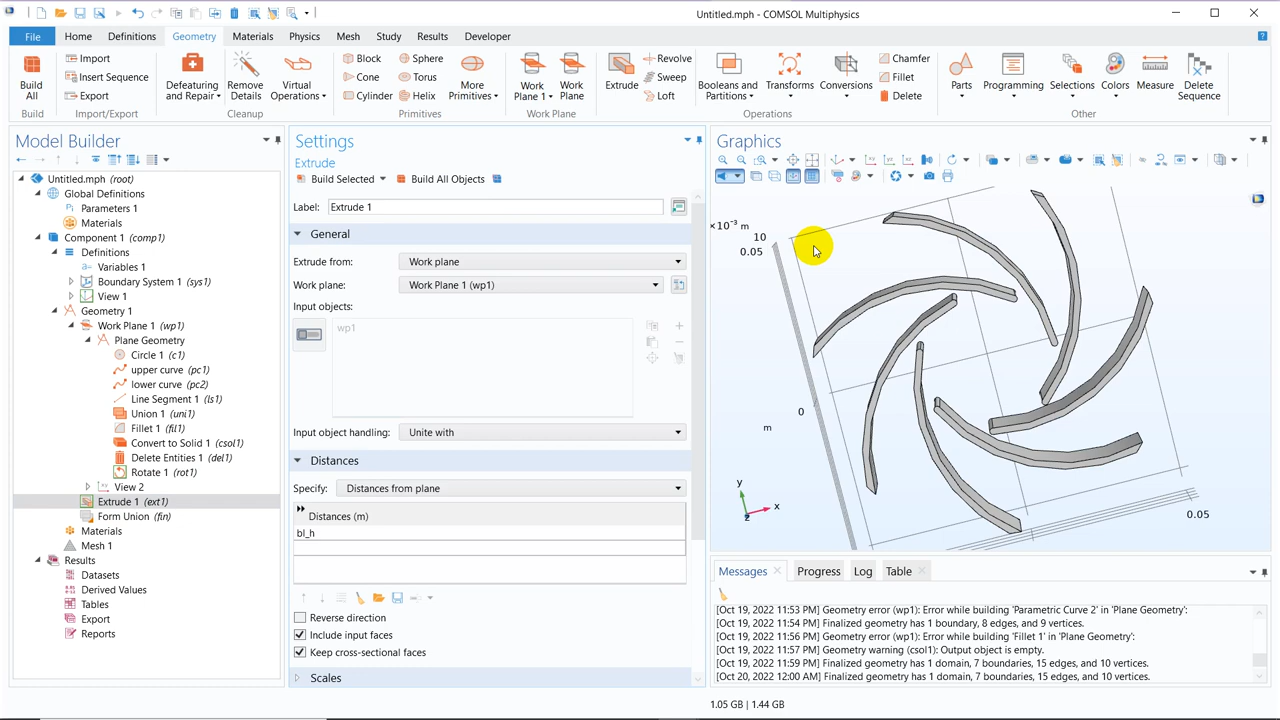 Untitled.mph - COMSOL Multiphysics
File Home Definitions Geometry Materials Physics Mesh Study Results Developer
Build All
Build
Import
Insert Sequence
Export
Import/Export
Defeaturing and Repair
Remove Details
Virtual Operations
Cleanup
Block
Cone
Cylinder
Sphere
Torus
Helix
More Primitives
Primitives
Work Plane 1
Work Plane
Work Plane
Extrude
Revolve
Sweep
Loft
Booleans and Partitions
Transforms
Conversions
Chamfer
Fillet
Delete
Operations
Parts
Programming
Selections
Colors
Measure
Delete Sequence
Other
Model Builder
Untitled.mph (root)
Global Definitions
Parameters 1
Materials
Component 1 (comp1)
Definitions
Variables 1
Boundary System 1 (sys1)
View 1
Geometry 1
Work Plane 1 (wp1)
Plane Geometry
Circle 1 (c1)
upper curve (pc1)
lower curve (pc2)
Line Segment 1 (ls1)
Union 1 (uni1)
Fillet 1 (fil1)
Convert to Solid 1 (csol1)
Delete Entities 1 (del1)
Rotate 1 (rot1)
View 2
Extrude 1 (ext1)
Form Union (fin)
Materials
Mesh 1
Results
Datasets
Derived Values
Tables
Export
Reports
Settings
Extrude
Build Selected
Build All Objects
Label: Extrude 1
General
Extrude from: Work plane
Work plane: Work Plane 1 (wp1)
Input objects:
wp1
Input object handling: Unite with
Distances
Specify: Distances from plane
Distances (m)
bl_h
Reverse direction
Include input faces
Keep cross-sectional faces
Scales
Graphics
×10⁻³ m
10
0.05
0
m
0.05
y
x
z
Messages
Progress
Log
Table
[Oct 19, 2022 11:53 PM] Geometry error (wp1): Error while building 'Parametric Curve 2' in 'Plane Geometry':
[Oct 19, 2022 11:54 PM] Finalized geometry has 1 boundary, 8 edges, and 9 vertices.
[Oct 19, 2022 11:56 PM] Geometry error (wp1): Error while building 'Fillet 1' in 'Plane Geometry':
[Oct 19, 2022 11:57 PM] Geometry warning (csol1): Output object is empty.
[Oct 19, 2022 11:59 PM] Finalized geometry has 1 domain, 7 boundaries, 15 edges, and 10 vertices.
[Oct 20, 2022 12:00 AM] Finalized geometry has 1 domain, 7 boundaries, 15 edges, and 10 vertices.
1.05 GB | 1.44 GB